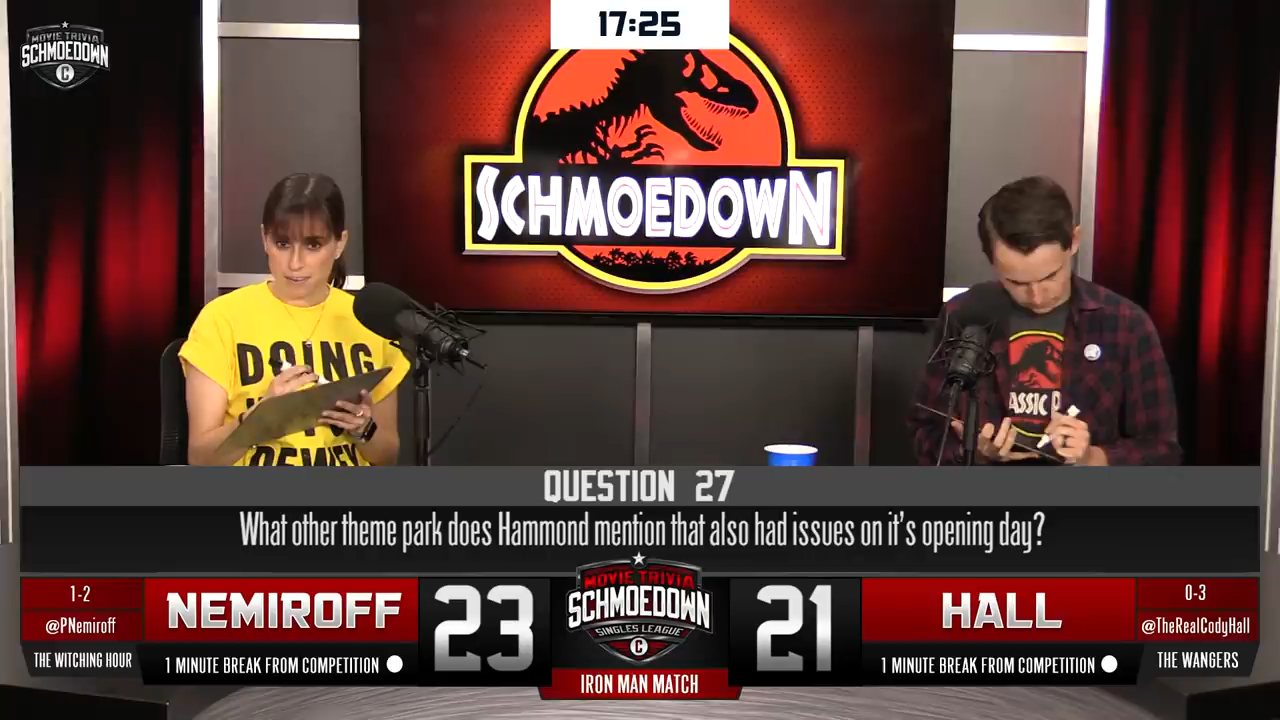 17:25
MOVIE TRIVIA
SCHMOEDOWN
C
SCHMOEDOWN
DOING
ASSIC P
QUESTION 27
What other theme park does Hammond mention that also had issues on it's opening day?
1-2
@PNemiroff
THE WITCHING HOUR
NEMIROFF
1 MINUTE BREAK FROM COMPETITION
23
MOVIE TRIVIA
SCHMOEDOWN
SINGLES LEAGUE
C
IRON MAN MATCH
21
HALL
1 MINUTE BREAK FROM COMPETITION
0-3
@TheRealCodyHall
THE WANGERS